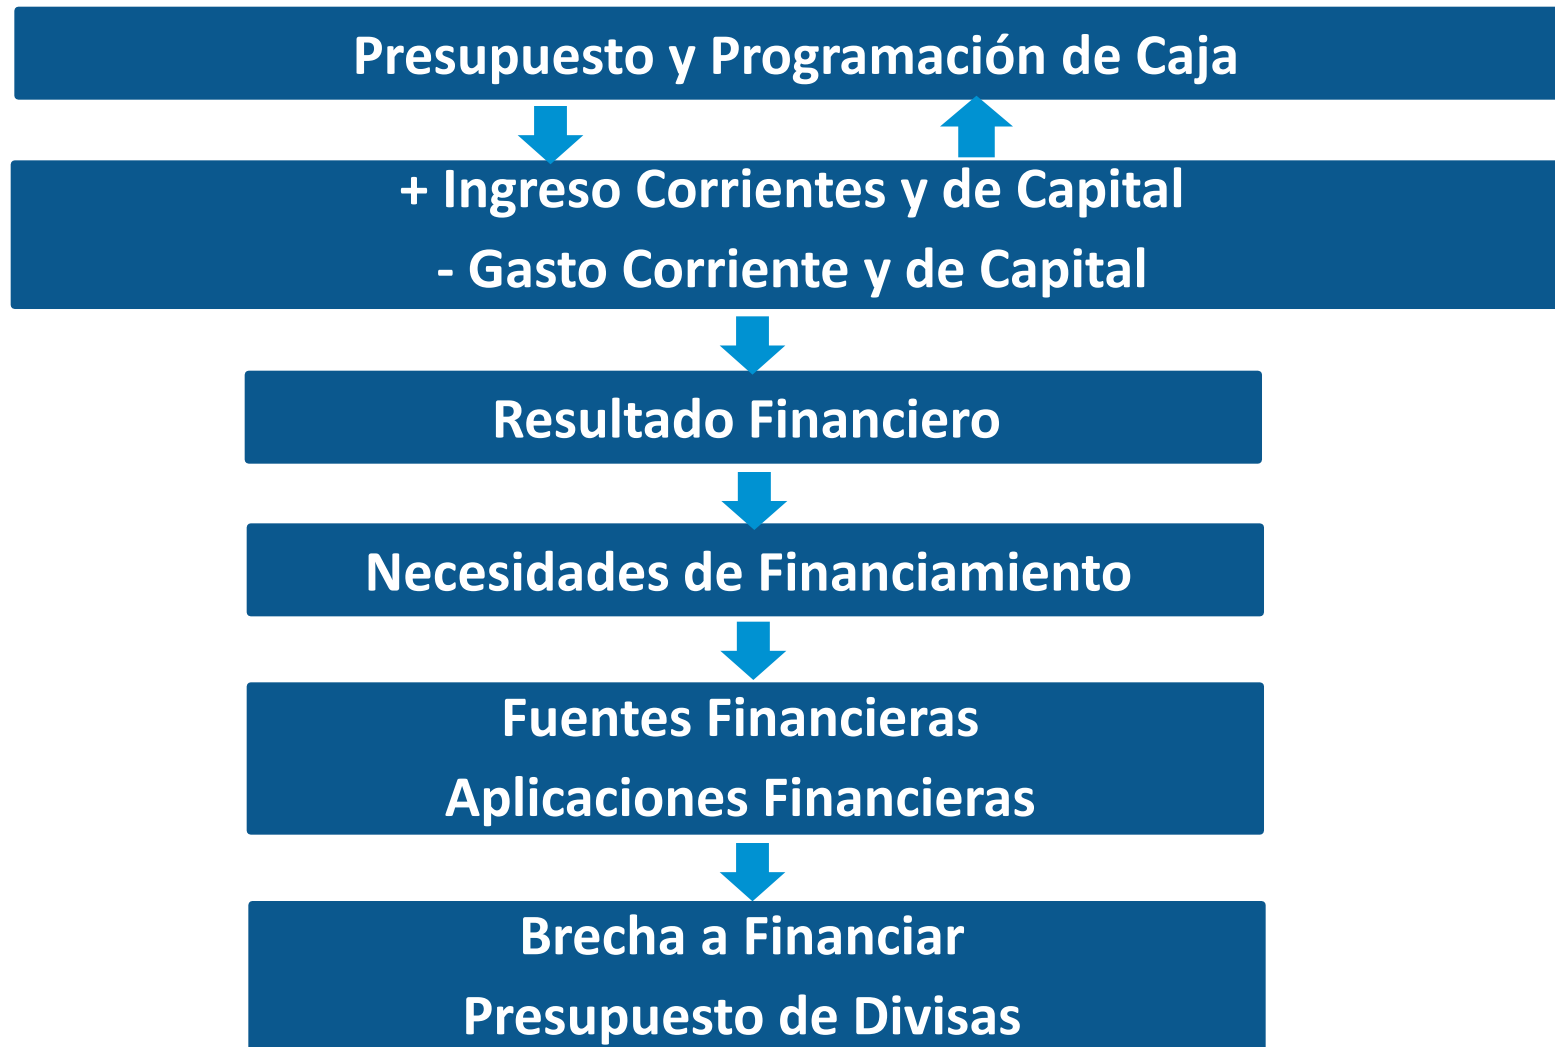 Presupuesto y Programación de Caja
+ Ingreso Corrientes y de Capital
- Gasto Corriente y de Capital
Resultado Financiero
Necesidades de Financiamiento
Fuentes Financieras
Aplicaciones Financieras
Brecha a Financiar
Presupuesto de Divisas